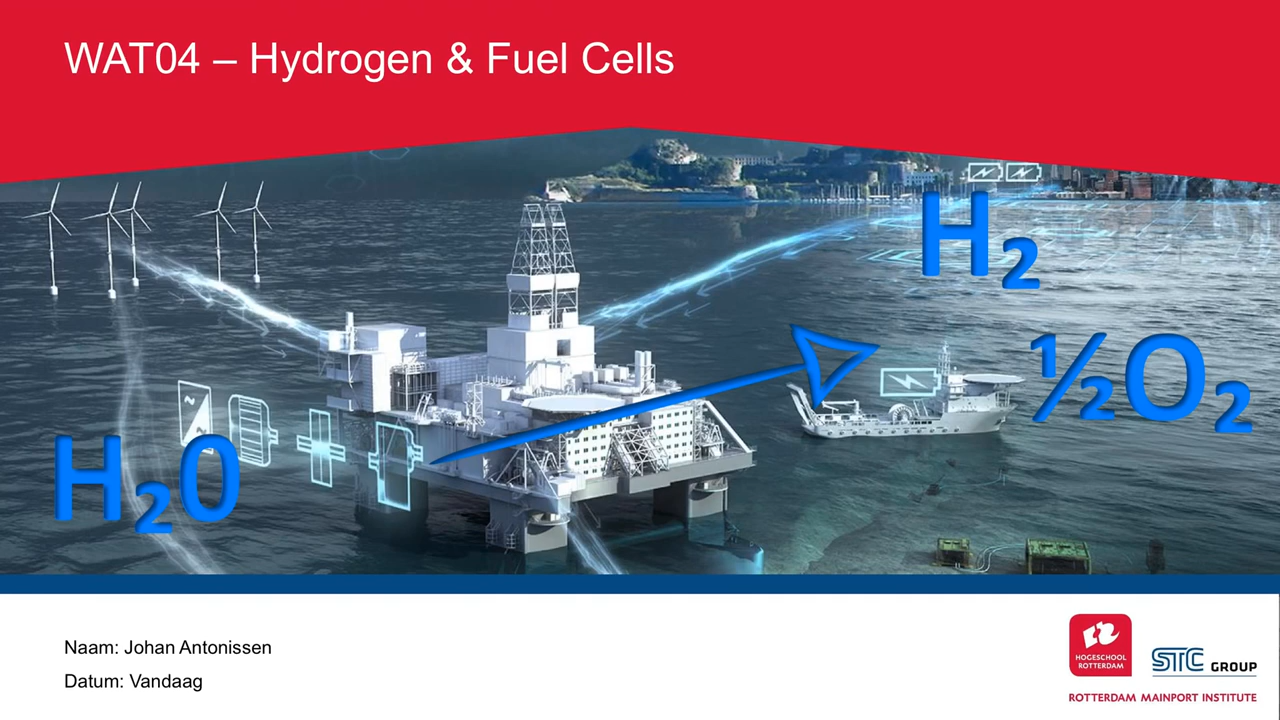 WAT04 – Hydrogen & Fuel Cells
H₂
½O₂
H₂0
Naam: Johan Antonissen
Datum: Vandaag
HOGESCHOOL
ROTTERDAM
STC GROUP
ROTTERDAM MAINPORT INSTITUTE